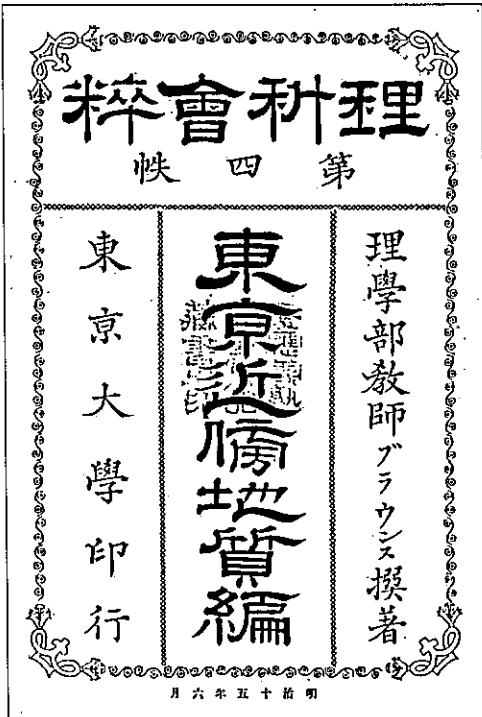 理科會粹
第四帙
理學部敎師ブラウンス撰著
東京近傍地質編
東京大學印行
明治十五年六月